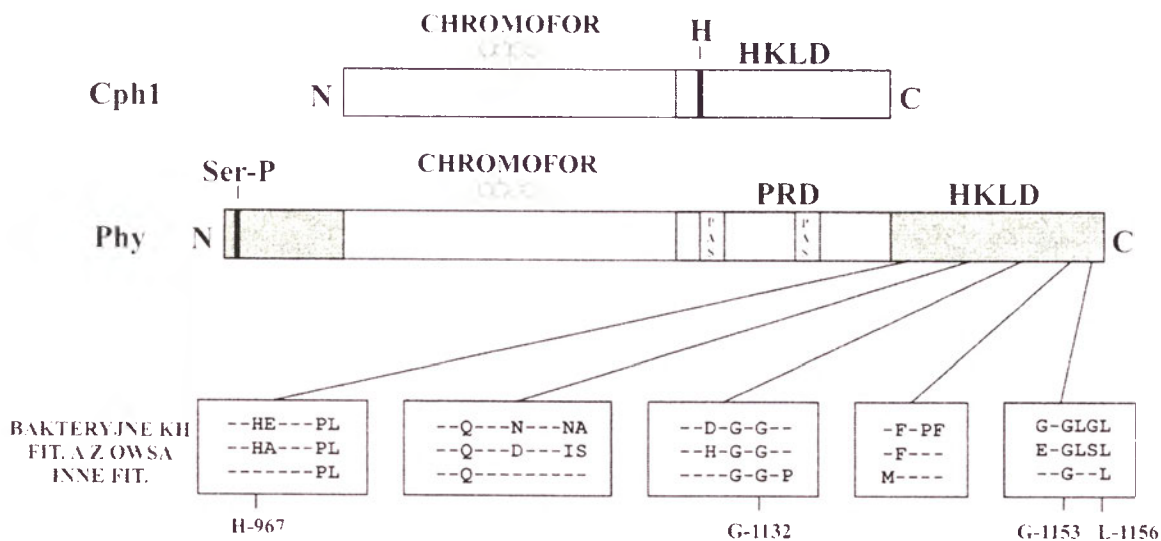 CHROMOFOR
H
HKLD
Cph1
N
C
CHROMOFOR
Ser-P
PRD
HKLD
Phy
N
PAS
PAS
C
BAKTERYJNE KH
FIT. A Z OWSA
INNE FIT.
--HE---PL
--HA---PL
-------PL
--Q---N---NA
--Q---D---IS
--Q---------
--D-G-G--
--H-G-G--
----G-G-P
-F-PF
-F---
M----
G-GLGL
E-GLSL
--G--L
H-967
G-1132
G-1153
L-1156